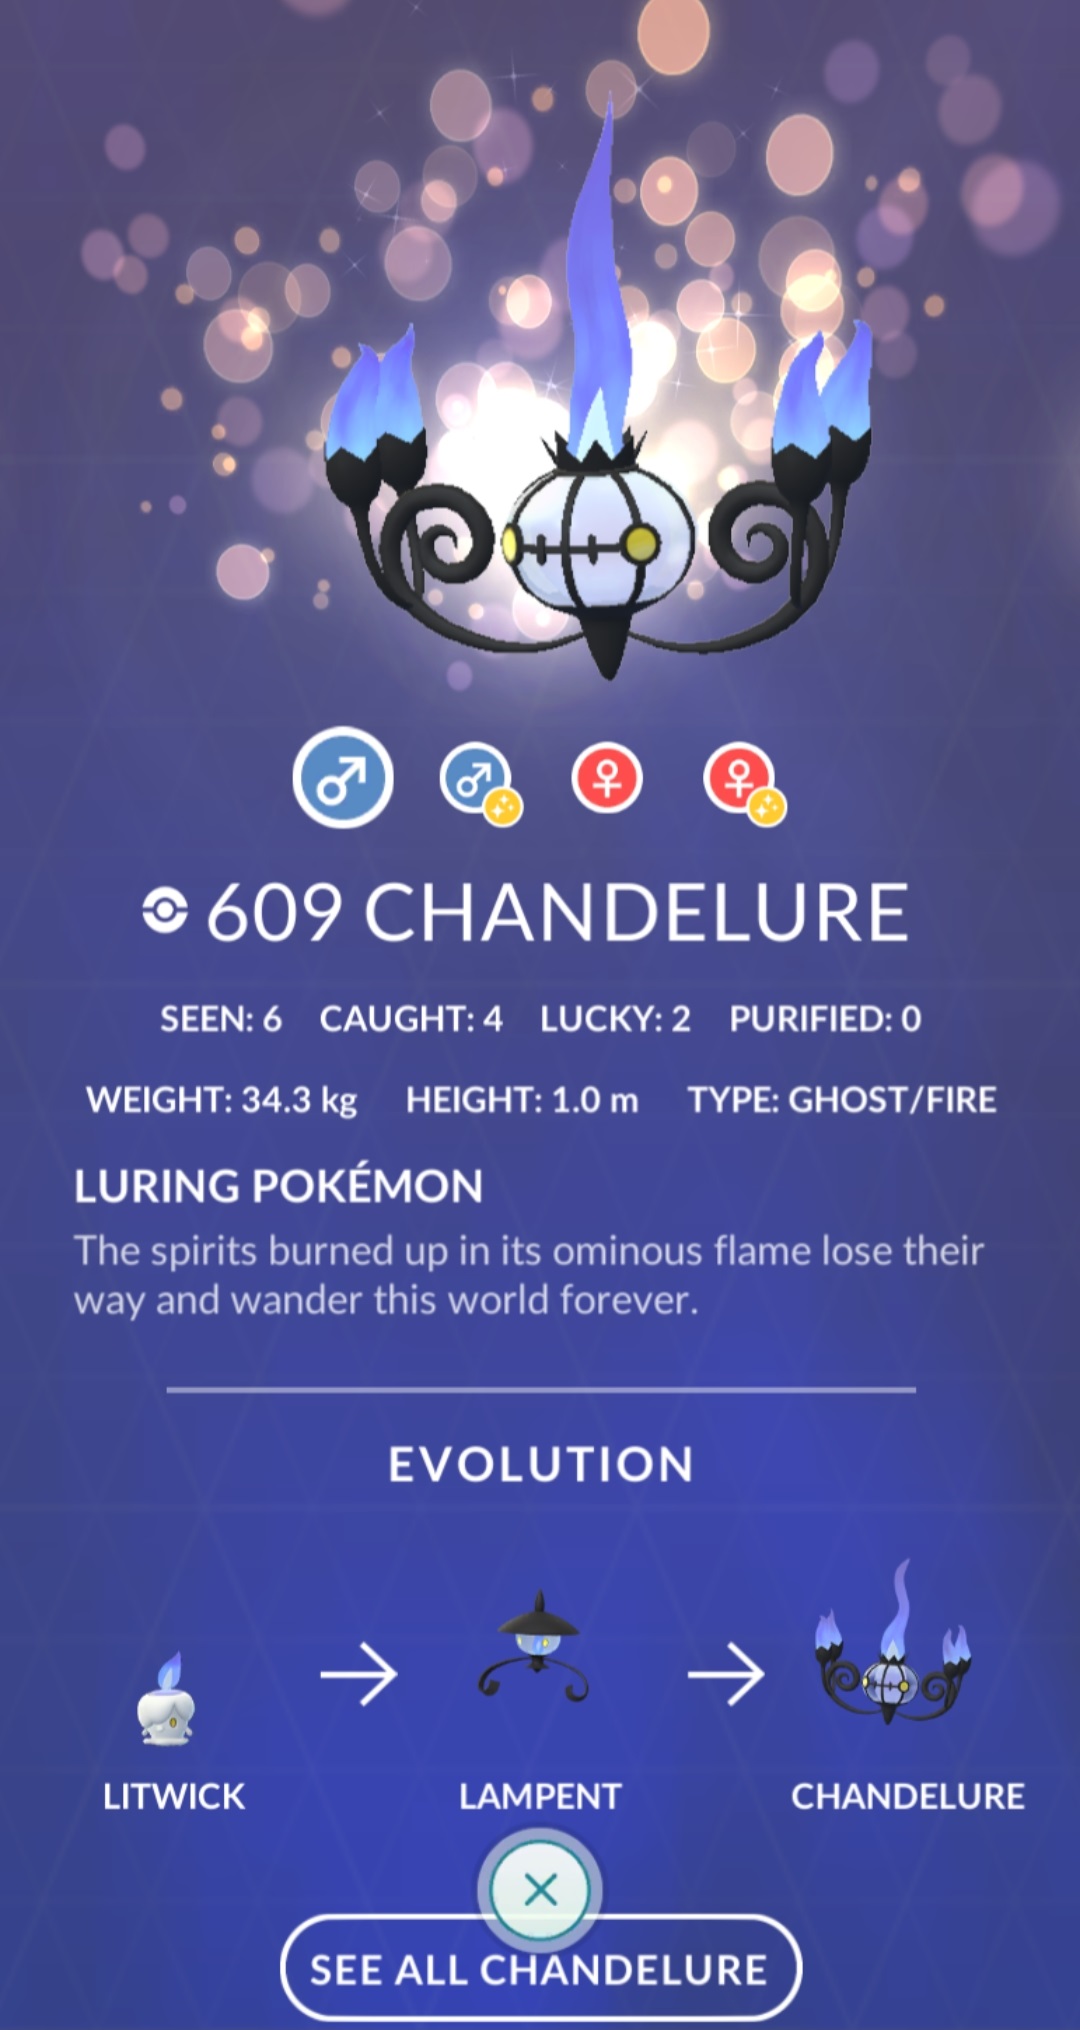 609 CHANDELURE
SEEN: 6 CAUGHT: 4 LUCKY: 2 PURIFIED: 0
WEIGHT: 34.3 kg HEIGHT: 1.0 m TYPE: GHOST/FIRE
LURING POKÉMON
The spirits burned up in its ominous flame lose their
way and wander this world forever.
EVOLUTION
LITWICK LAMPENT CHANDELURE
SEE ALL CHANDELURE